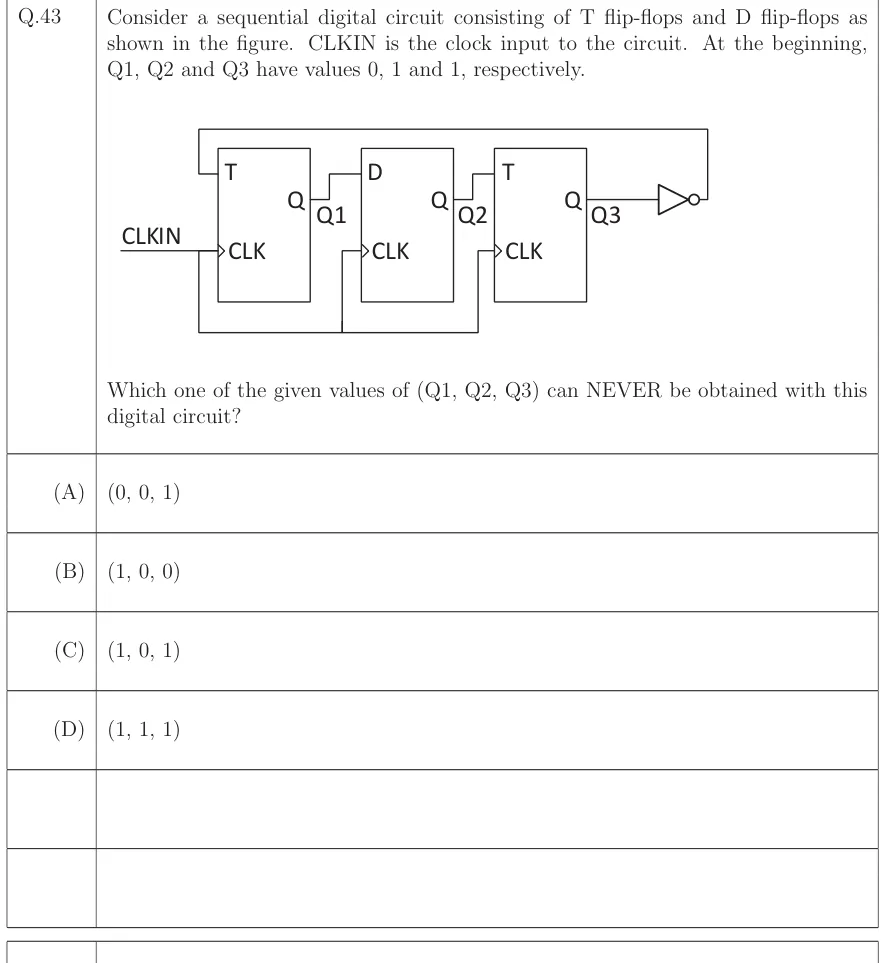 Q.43
Consider a sequential digital circuit consisting of T flip-flops and D flip-flops as
shown in the figure. CLKIN is the clock input to the circuit. At the beginning,
Q1, Q2 and Q3 have values 0, 1 and 1, respectively.
T
D
T
Q
Q
Q
Q1
Q2
Q3
CLKIN
CLK
CLK
CLK
Which one of the given values of (Q1, Q2, Q3) can NEVER be obtained with this
digital circuit?
(A) (0, 0, 1)
(B) (1, 0, 0)
(C) (1, 0, 1)
(D) (1, 1, 1)